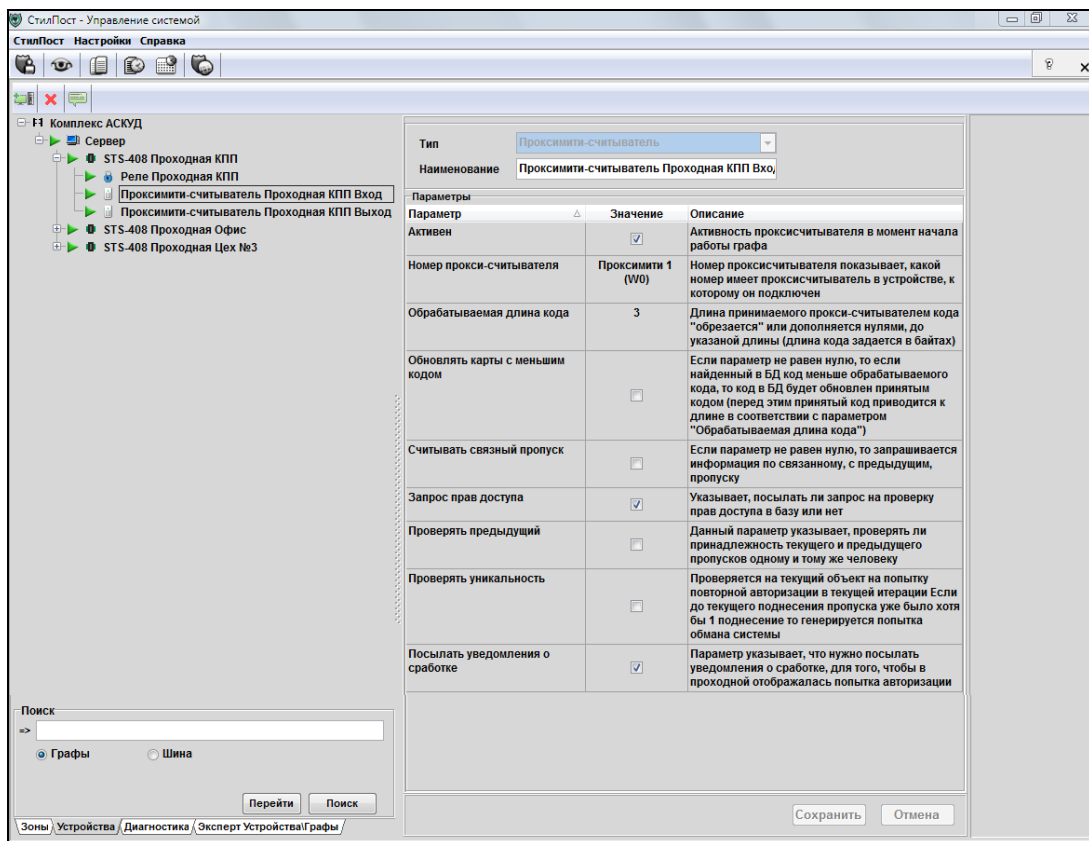 СтилПост - Управление системой
СтилПост Настройки Справка
Комплекс АСКУД
Сервер
STS-408 Проходная КПП
Реле Проходная КПП
Проксимити-считыватель Проходная КПП Вход
Проксимити-считыватель Проходная КПП Выход
STS-408 Проходная Офис
STS-408 Проходная Цех №3
Поиск
=>
Графы Шина
Перейти Поиск
Зоны Устройства Диагностика Эксперт Устройства\Графы
Тип Проксимити-считыватель
Наименование Проксимити-считыватель Проходная КПП Вход
Параметры
Параметр Значение Описание
Активен Активность проксисчитывателя в момент начала
работы графа
Номер прокси-считывателя Проксимити 1 Номер проксисчитывателя показывает, какой
(W0) номер имеет проксисчитыватель в устройстве, к
которому он подключен
Обрабатываемая длина кода 3 Длина принимаемого прокси-считывателем кода
"обрезается" или дополняется нулями, до
указаной длины (длина кода задается в байтах)
Обновлять карты с меньшим Если параметр не равен нулю, то если
кодом найденный в БД код меньше обрабатываемого
кода, то код в БД будет обновлен принятым
кодом (перед этим принятый код приводится к
длине в соответствии с параметром
"Обрабатываемая длина кода")
Считывать связный пропуск Если параметр не равен нулю, то запрашивается
информация по связанному, с предыдущим,
пропуску
Запрос прав доступа Указывает, посылать ли запрос на проверку
прав доступа в базу или нет
Проверять предыдущий Данный параметр указывает, проверять ли
принадлежность текущего и предыдущего
пропусков одному и тому же человеку
Проверять уникальность Проверяется на текущий объект на попытку
повторной авторизации в текущей итерации Если
до текущего поднесения пропуска уже было хотя
бы 1 поднесение то генерируется попытка
обмана системы
Посылать уведомления о Параметр указывает, что нужно посылать
сработке уведомления о сработке, для того, чтобы в
проходной отображалась попытка авторизации
Сохранить Отмена